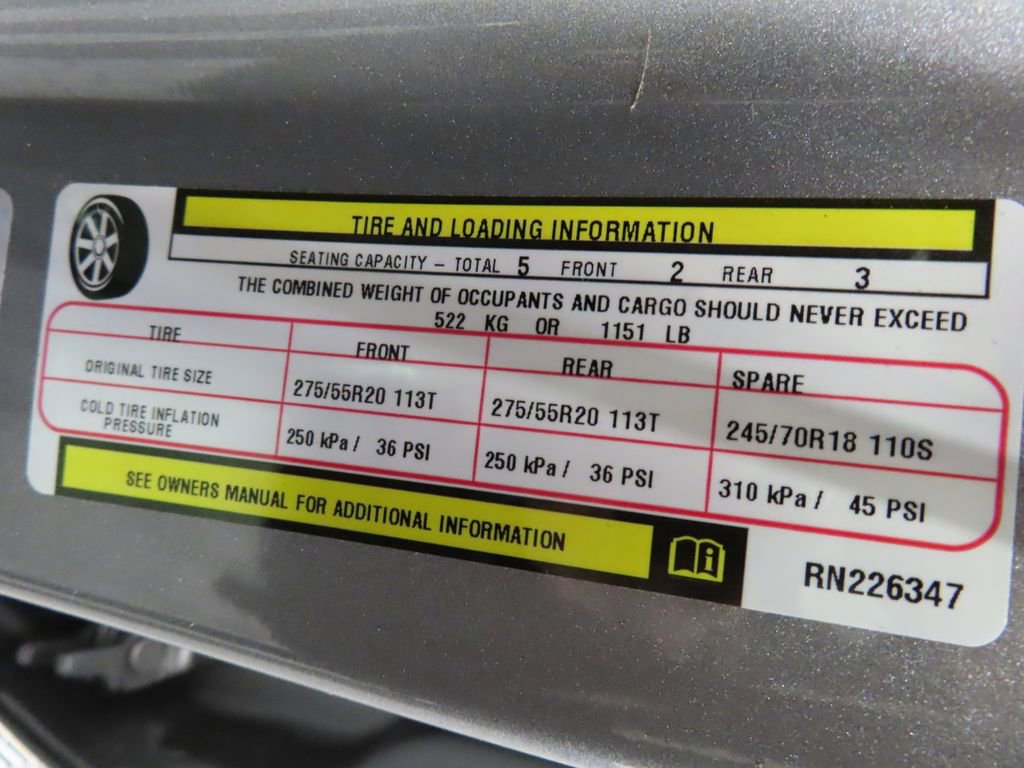 TIRE AND LOADING INFORMATION
SEATING CAPACITY – TOTAL 5 FRONT 2 REAR 3
THE COMBINED WEIGHT OF OCCUPANTS AND CARGO SHOULD NEVER EXCEED
522 KG OR 1151 LB
TIRE FRONT REAR SPARE
ORIGINAL TIRE SIZE 275/55R20 113T 275/55R20 113T 245/70R18 110S
COLD TIRE INFLATION
PRESSURE 250 kPa / 36 PSI 250 kPa / 36 PSI 310 kPa / 45 PSI
SEE OWNERS MANUAL FOR ADDITIONAL INFORMATION
RN226347